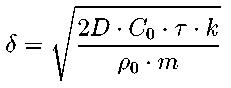 δ = √(2D · C₀ · τ · k / ρ₀ · m)